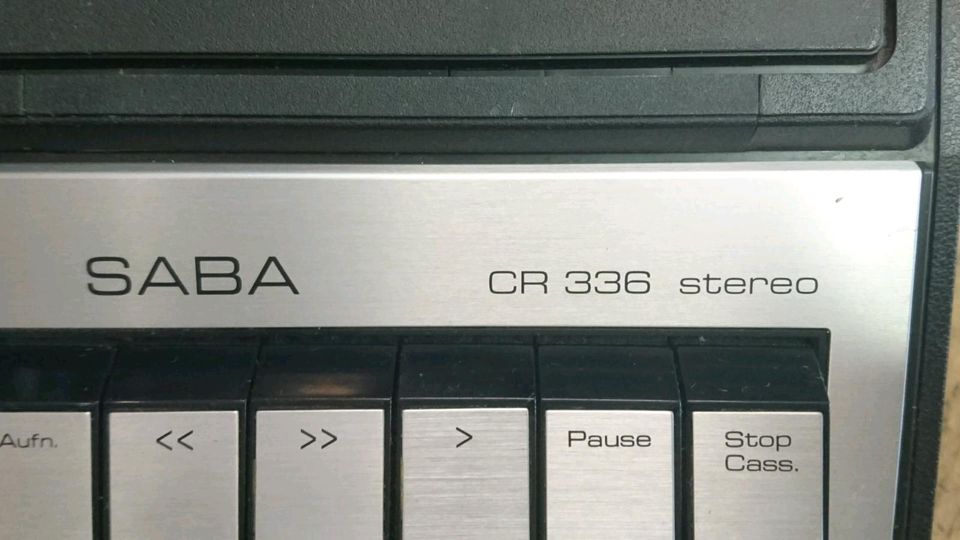 SABA CR 336 stereo
Aufn. << >> > Pause Stop
Cass.